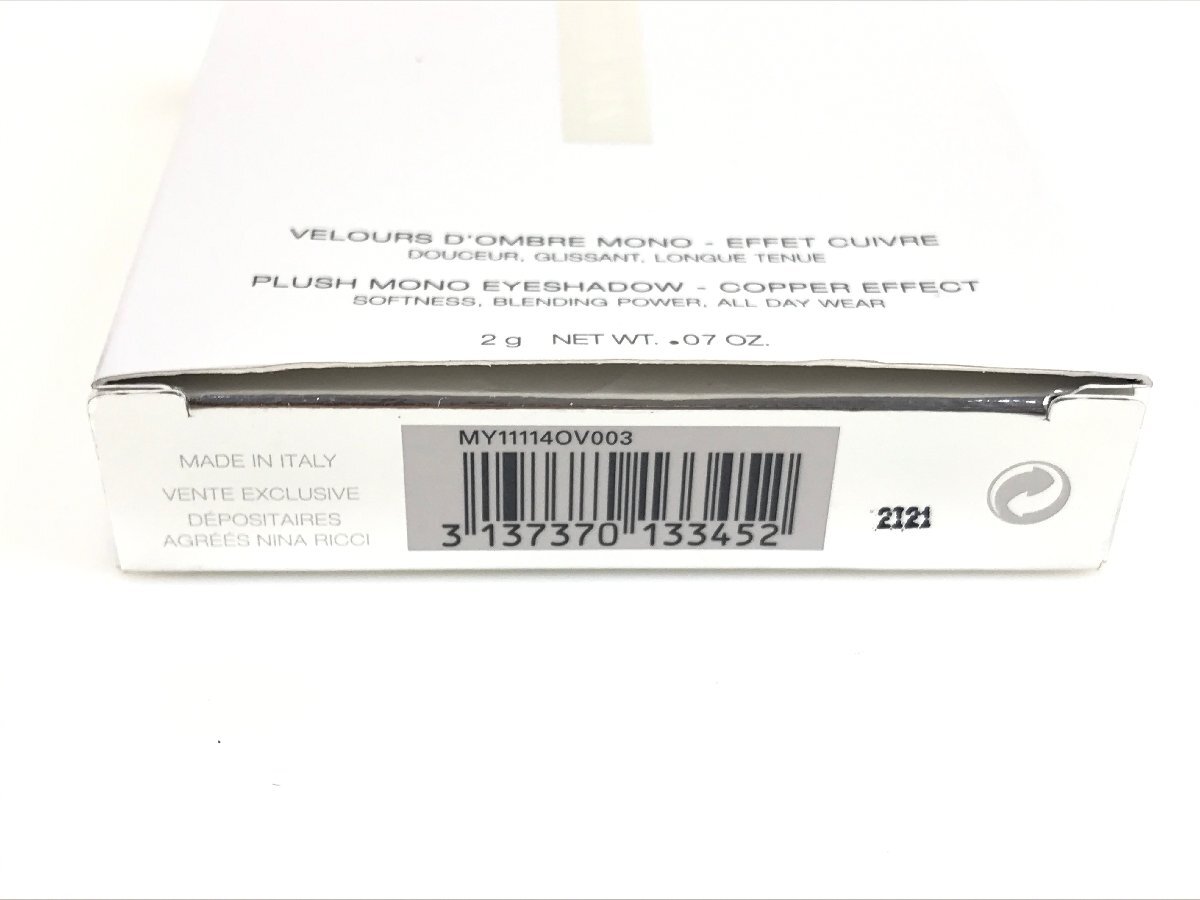 VELOURS D'OMBRE MONO - EFFET CUIVRE
DOUCEUR, GLISSANT, LONGUE TENUE
PLUSH MONO EYESHADOW - COPPER EFFECT
SOFTNESS, BLENDING POWER, ALL DAY WEAR
2 g NET WT. .07 OZ.
MADE IN ITALY
VENTE EXCLUSIVE
DÉPOSITAIRES
AGRÉÉS NINA RICCI
MY11114OV003
3 137370 133452
2I21